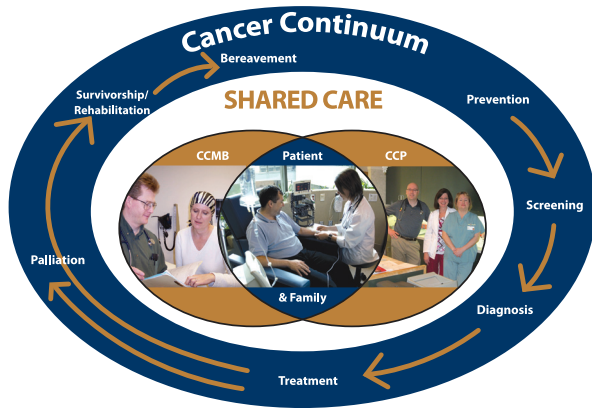 Cancer Continuum
Bereavement
Survivorship/
Rehabilitation
SHARED CARE
Prevention
CCMB
Patient
CCP
Screening
Palliation
& Family
Diagnosis
Treatment